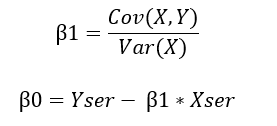 β1 = Cov(X,Y) / Var(X)
β0 = Yser − β1 * Xser